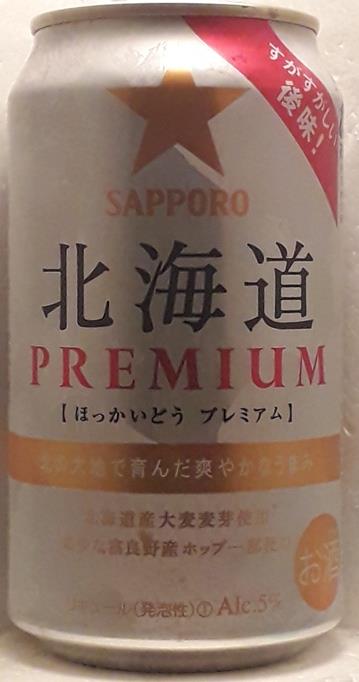 すがすがしい
後味！
SAPPORO
北海道
PREMIUM
【ほっかいどう プレミアム】
北の大地で育んだ爽やかなうまみ
北海道産大麦麦芽使用
富良野産ホップ一部使用
お酒
リキュール(発泡性)① Alc.5%